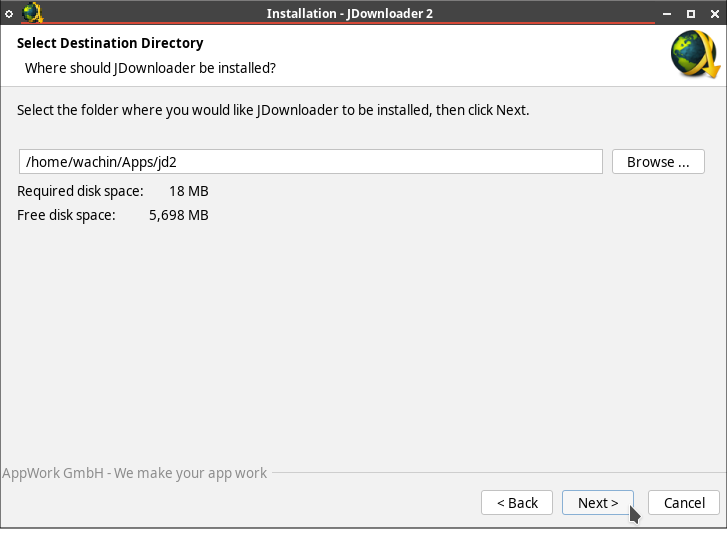 Installation - JDownloader 2
Select Destination Directory
Where should JDownloader be installed?
Select the folder where you would like JDownloader to be installed, then click Next.
/home/wachin/Apps/jd2
Browse ...
Required disk space: 18 MB
Free disk space: 5,698 MB
AppWork GmbH - We make your app work
< Back
Next >
Cancel